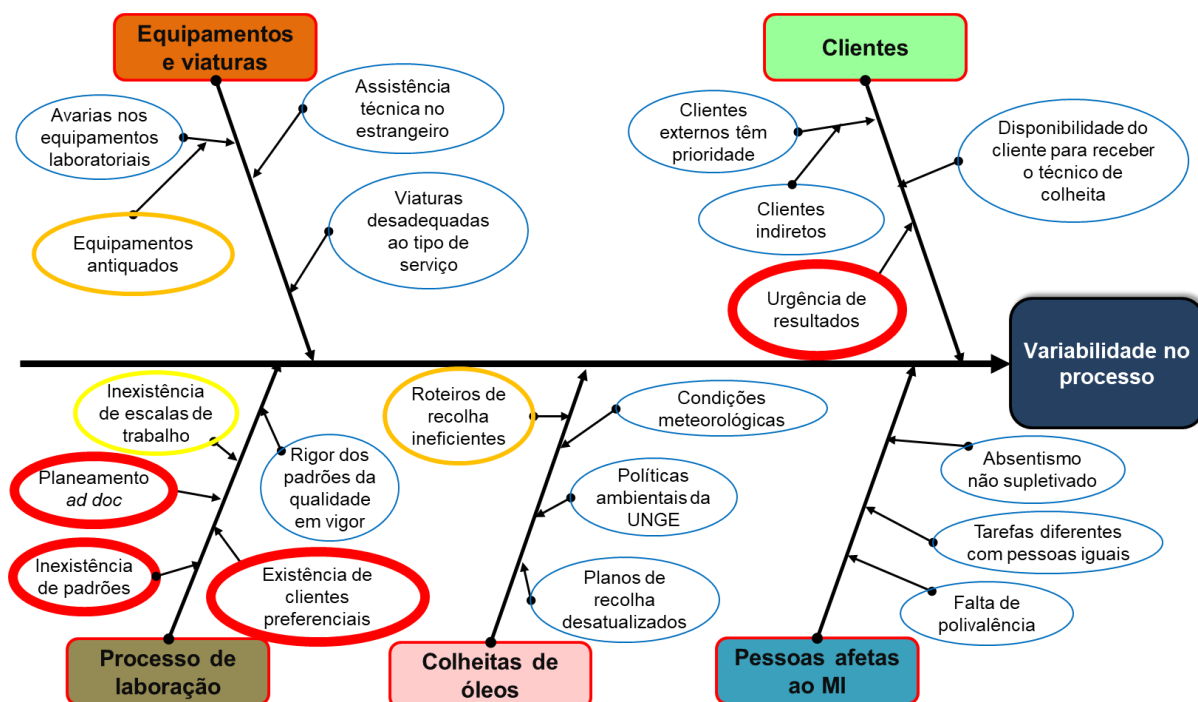 Equipamentos
e viaturas
Clientes
Avarias nos
equipamentos
laboratoriais
Assistência
técnica no
estrangeiro
Equipamentos
antiquados
Viaturas
desadequadas
ao tipo de
serviço
Clientes
externos têm
prioridade
Disponibilidade do
cliente para receber
o técnico de
colheita
Clientes
indiretos
Urgência de
resultados
Variabilidade no
processo
Inexistência
de escalas de
trabalho
Planeamento
ad doc
Inexistência
de padrões
Rigor dos
padrões da
qualidade
em vigor
Existência de
clientes
preferenciais
Roteiros de
recolha
ineficientes
Condições
meteorológicas
Políticas
ambientais da
UNGE
Planos de
recolha
desatualizados
Absentismo
não supletivado
Tarefas diferentes
com pessoas iguais
Falta de
polivalência
Processo de
laboração
Colheitas de
óleos
Pessoas afetas
ao MI